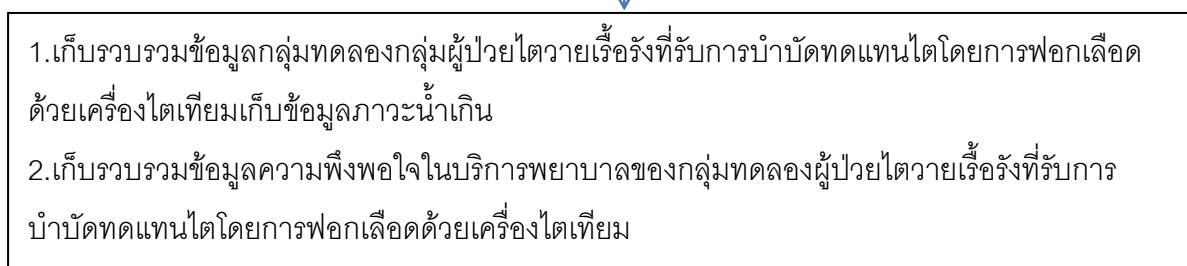 1.เก็บรวบรวมข้อมูลกลุ่มทดลองกลุ่มผู้ป่วยไตวายเรื้อรังที่รับการบำบัดทดแทนไตโดยการฟอกเลือด
ด้วยเครื่องไตเทียมเก็บข้อมูลภาวะน้ำเกิน
2.เก็บรวบรวมข้อมูลความพึงพอใจในบริการพยาบาลของกลุ่มทดลองผู้ป่วยไตวายเรื้อรังที่รับการ
บำบัดทดแทนไตโดยการฟอกเลือดด้วยเครื่องไตเทียม